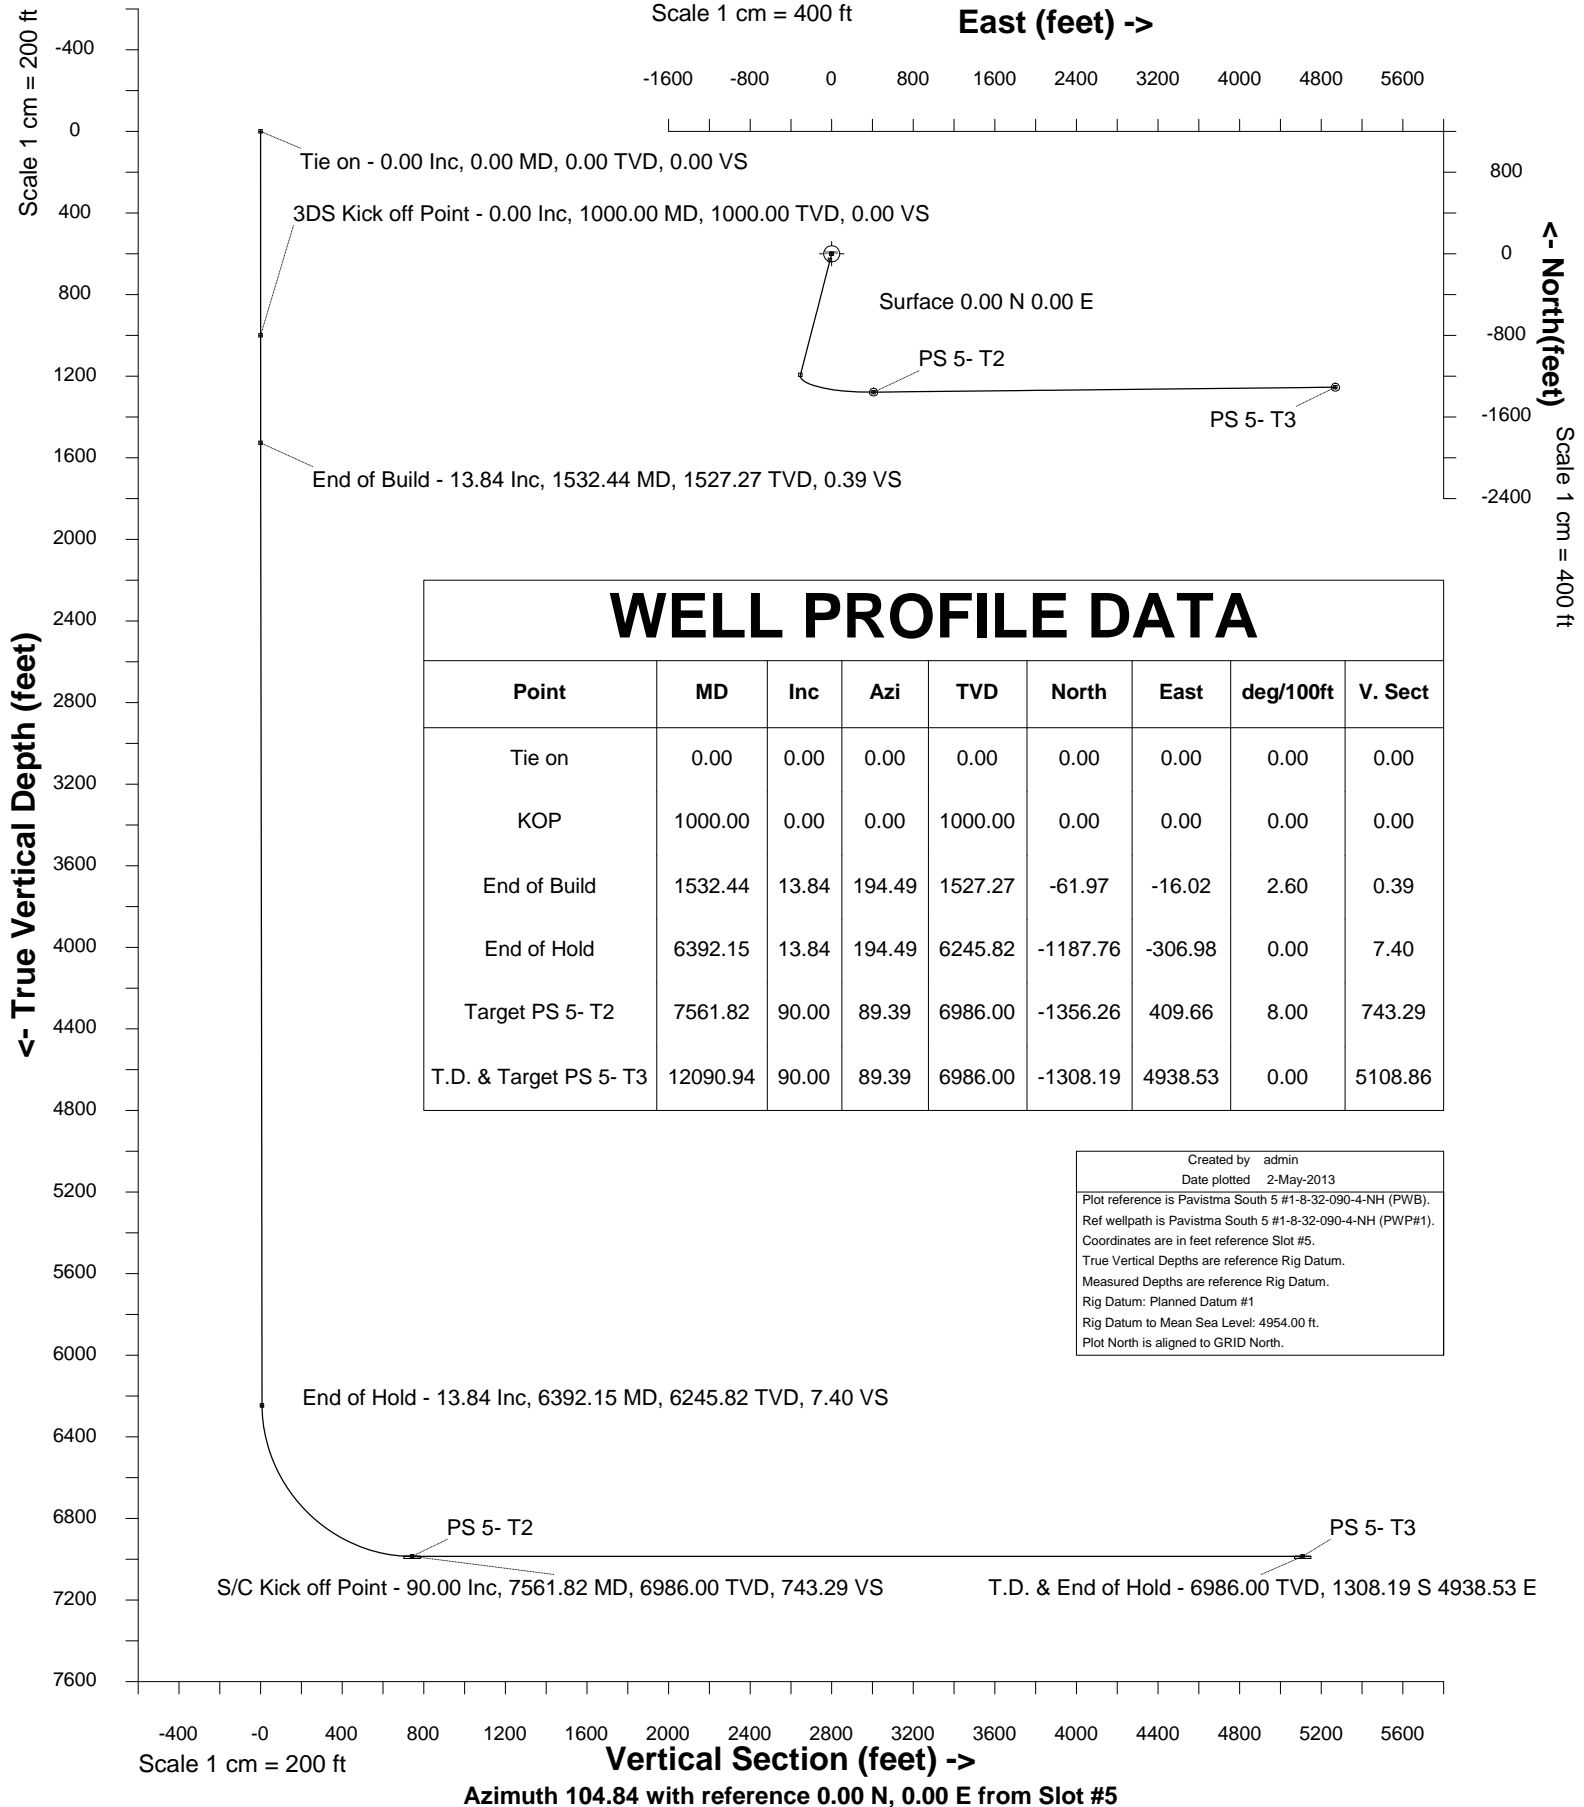 Scale 1 cm = 200 ft
Scale 1 cm = 400 ft
East (feet) ->
-1600 -800 0 800 1600 2400 3200 4000 4800 5600
-400
0
400
800
1200
1600
2000
2400
2800
3200
3600
4000
4400
4800
5200
5600
6000
6400
6800
7200
7600
<- True Vertical Depth (feet)
Tie on - 0.00 Inc, 0.00 MD, 0.00 TVD, 0.00 VS
3DS Kick off Point - 0.00 Inc, 1000.00 MD, 1000.00 TVD, 0.00 VS
End of Build - 13.84 Inc, 1532.44 MD, 1527.27 TVD, 0.39 VS
Surface 0.00 N 0.00 E
PS 5- T2
PS 5- T3
800
0
-800
-1600
-2400
<- North(feet)
Scale 1 cm = 400 ft
WELL PROFILE DATA
Point MD Inc Azi TVD North East deg/100ft V. Sect
Tie on 0.00 0.00 0.00 0.00 0.00 0.00 0.00 0.00
KOP 1000.00 0.00 0.00 1000.00 0.00 0.00 0.00 0.00
End of Build 1532.44 13.84 194.49 1527.27 -61.97 -16.02 2.60 0.39
End of Hold 6392.15 13.84 194.49 6245.82 -1187.76 -306.98 0.00 7.40
Target PS 5- T2 7561.82 90.00 89.39 6986.00 -1356.26 409.66 8.00 743.29
T.D. & Target PS 5- T3 12090.94 90.00 89.39 6986.00 -1308.19 4938.53 0.00 5108.86
Created by admin
Date plotted 2-May-2013
Plot reference is Pavistma South 5 #1-8-32-090-4-NH (PWB).
Ref wellpath is Pavistma South 5 #1-8-32-090-4-NH (PWP#1).
Coordinates are in feet reference Slot #5.
True Vertical Depths are reference Rig Datum.
Measured Depths are reference Rig Datum.
Rig Datum: Planned Datum #1
Rig Datum to Mean Sea Level: 4954.00 ft.
Plot North is aligned to GRID North.
End of Hold - 13.84 Inc, 6392.15 MD, 6245.82 TVD, 7.40 VS
PS 5- T2
PS 5- T3
S/C Kick off Point - 90.00 Inc, 7561.82 MD, 6986.00 TVD, 743.29 VS
T.D. & End of Hold - 6986.00 TVD, 1308.19 S 4938.53 E
-400 -0 400 800 1200 1600 2000 2400 2800 3200 3600 4000 4400 4800 5200 5600
Scale 1 cm = 200 ft
Vertical Section (feet) ->
Azimuth 104.84 with reference 0.00 N, 0.00 E from Slot #5